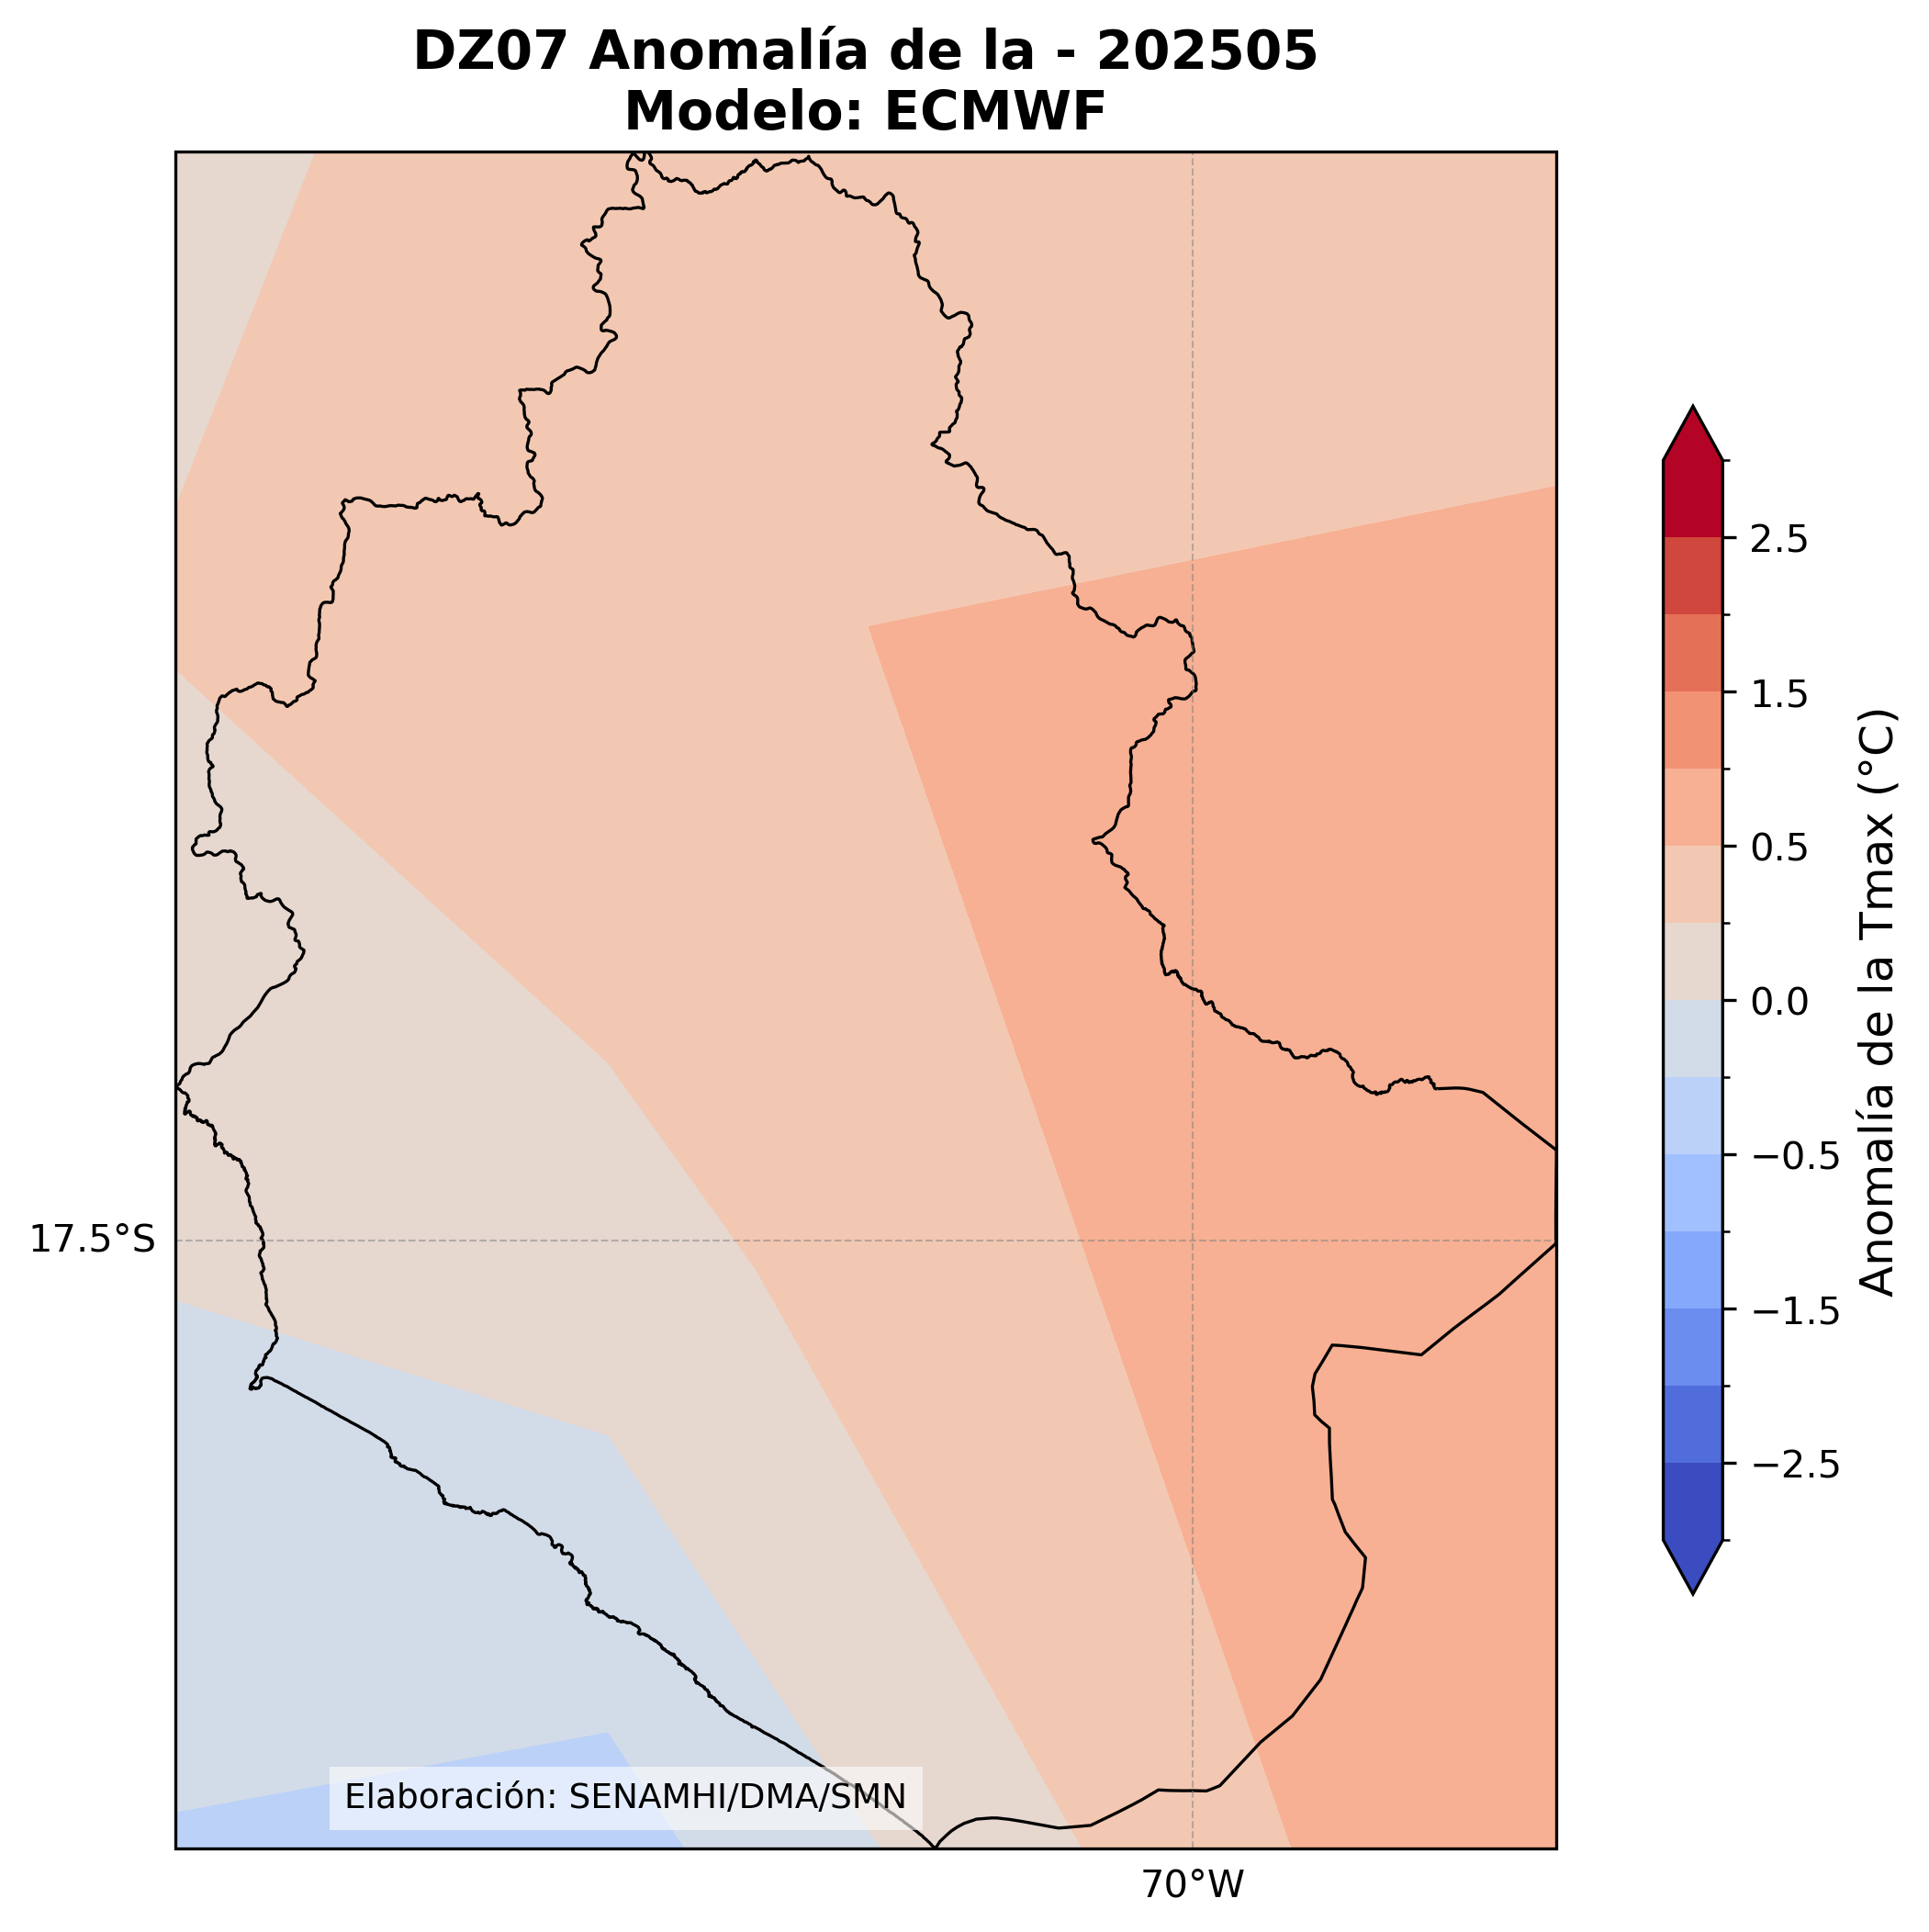 DZ07 Anomalía de la - 202505
Modelo: ECMWF
2.5
1.5
0.5
0.0
−0.5
−1.5
−2.5
Anomalía de la Tmax (°C)
17.5°S
Elaboración: SENAMHI/DMA/SMN
70°W